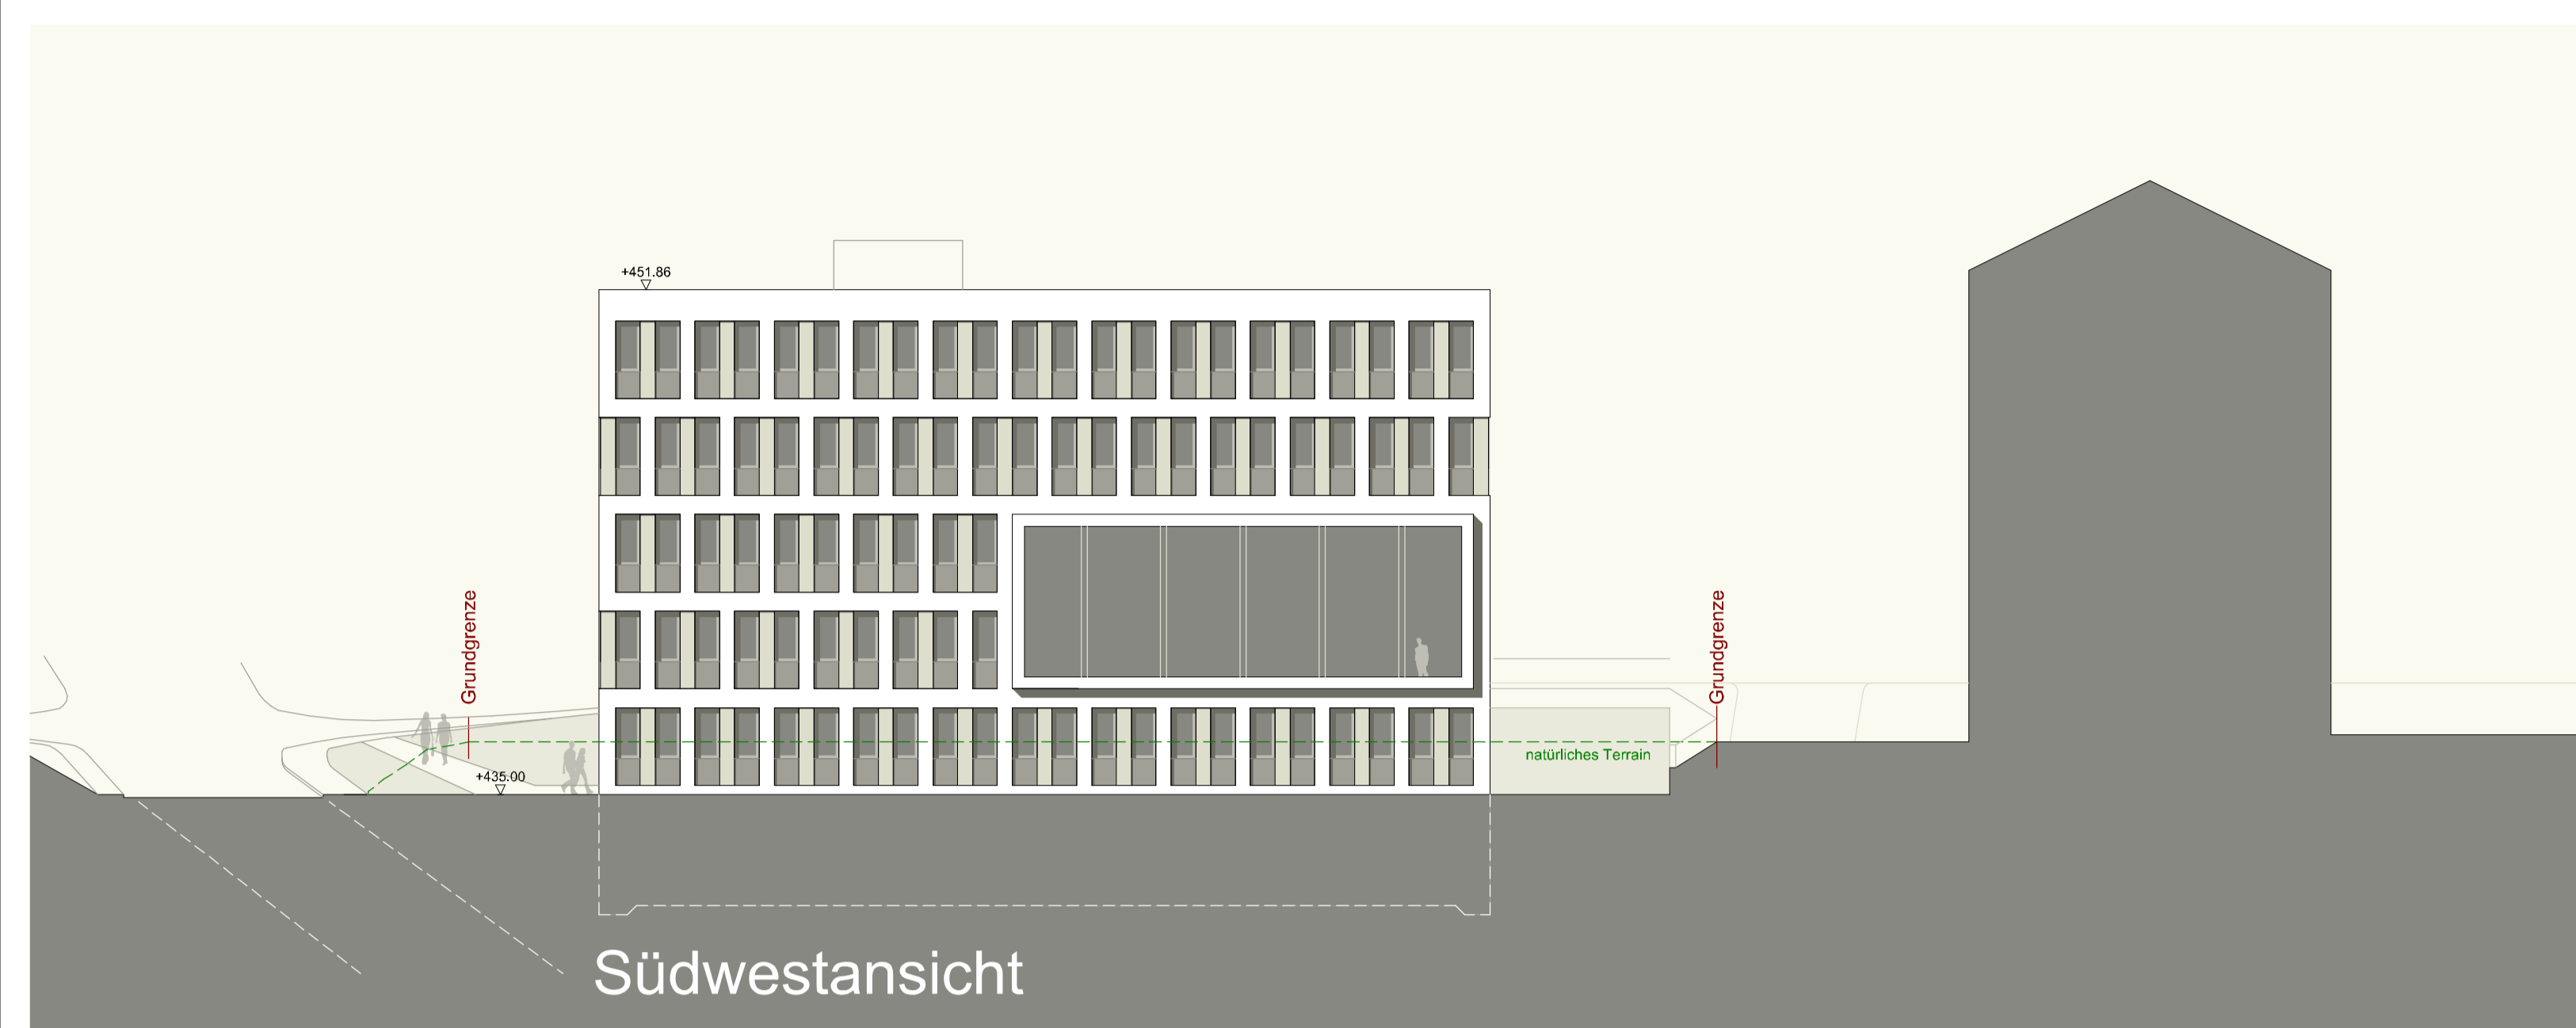 +451.86
Grundgrenze
Grundgrenze
natürliches Terrain
+435.00
Südwestansicht